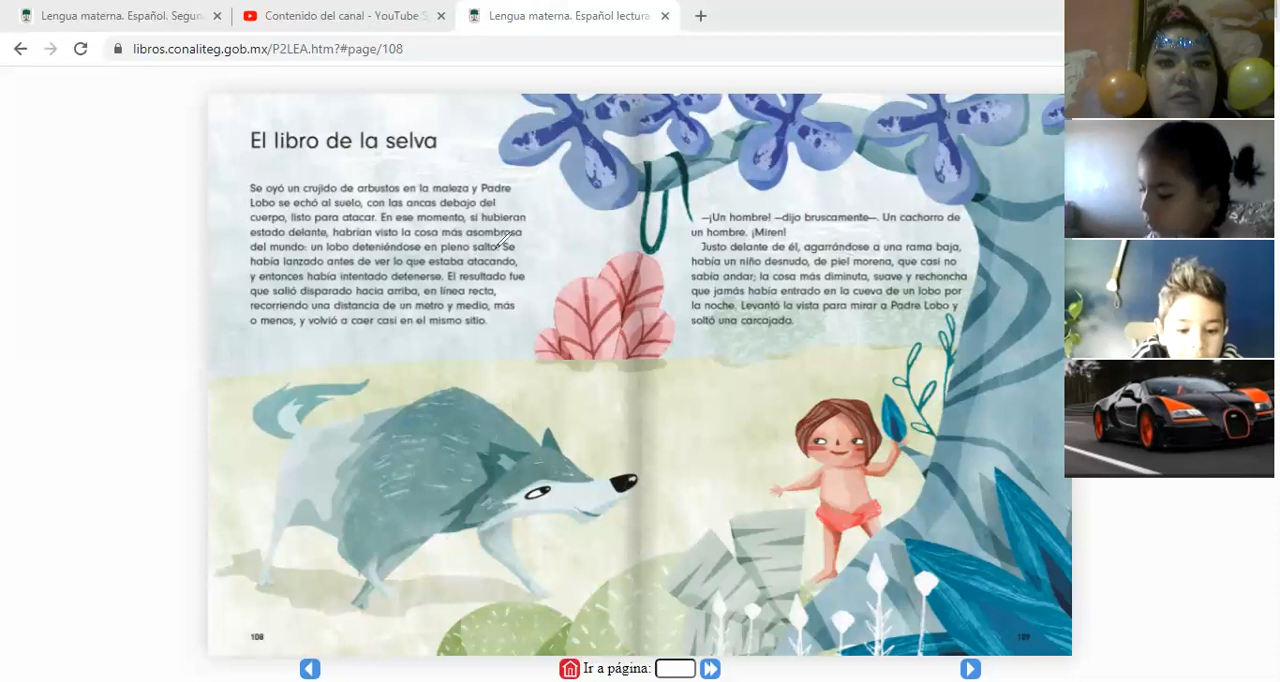 Lengua materna. Español. Segun
Contenido del canal - YouTube S
Lengua materna. Español lectura
libros.conaliteg.gob.mx/P2LEA.htm?#page/108
El libro de la selva
Se oyó un crujido de arbustos en la maleza y Padre
Lobo se echó al suelo, con las ancas debajo del
cuerpo, listo para atacar. En ese momento, si hubieran
estado delante, habrían visto la cosa más asombrosa
del mundo: un lobo deteniéndose en pleno salto. Se
había lanzado antes de ver lo que estaba atacando,
y entonces había intentado detenerse. El resultado fue
que salió disparado hacia arriba, en línea recta,
recorriendo una distancia de un metro y medio, más
o menos, y volvió a caer casi en el mismo sitio.
—¡Un hombre! —dijo bruscamente—. Un cachorro de
un hombre. ¡Miren!
Justo delante de él, agarrándose a una rama baja,
había un niño desnudo, de piel morena, que casi no
sabía andar; la cosa más diminuta, suave y rechoncha
que jamás había entrado en la cueva de un lobo por
la noche. Levantó la vista para mirar a Padre Lobo y
soltó una carcajada.
108
109
Ir a página: